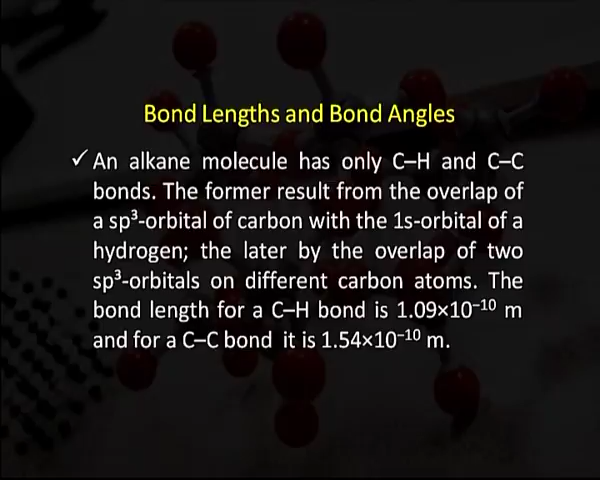 Bond Lengths and Bond Angles
✓ An alkane molecule has only C–H and C–C
bonds. The former result from the overlap of
a sp³-orbital of carbon with the 1s-orbital of a
hydrogen; the later by the overlap of two
sp³-orbitals on different carbon atoms. The
bond length for a C–H bond is 1.09×10⁻¹⁰ m
and for a C–C bond it is 1.54×10⁻¹⁰ m.